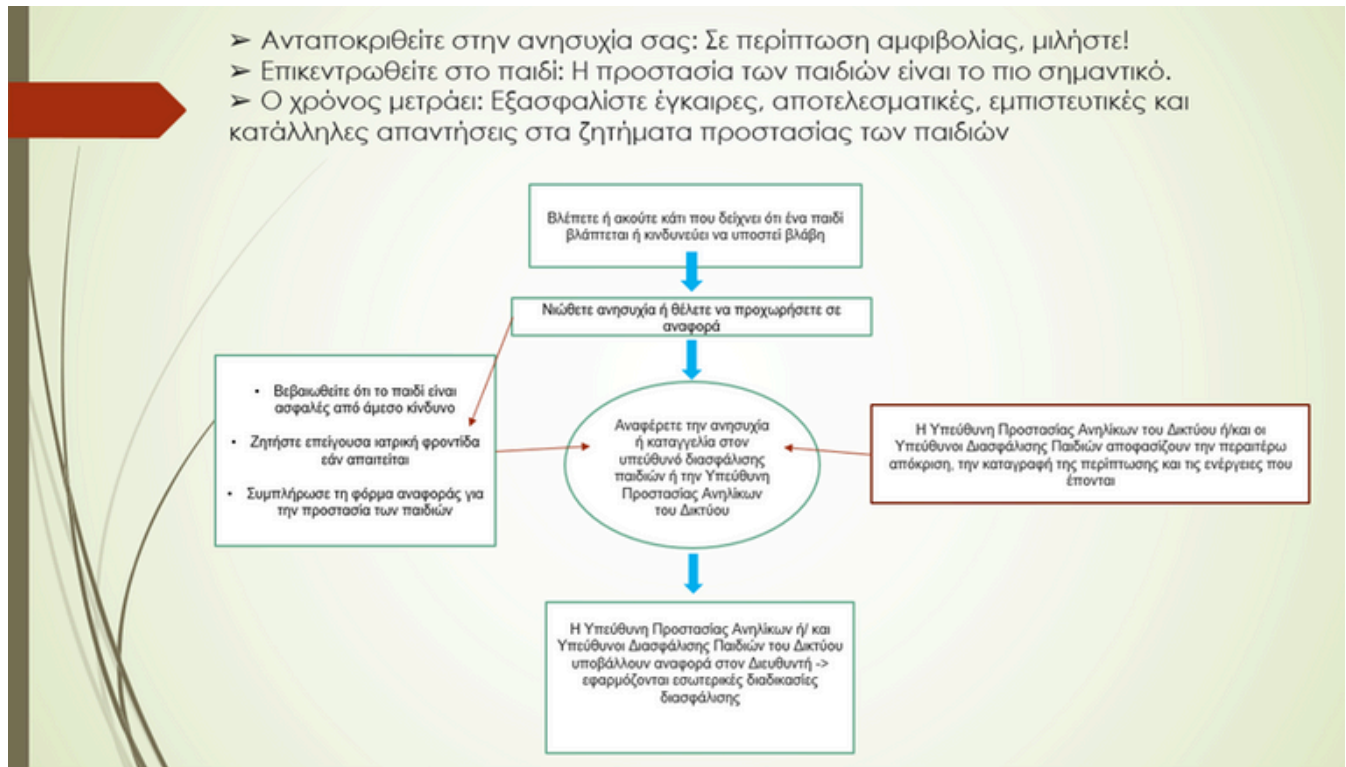 ➢ Ανταποκριθείτε στην ανησυχία σας: Σε περίπτωση αμφιβολίας, μιλήστε!
➢ Επικεντρωθείτε στο παιδί: Η προστασία των παιδιών είναι το πιο σημαντικό.
➢ Ο χρόνος μετράει: Εξασφαλίστε έγκαιρες, αποτελεσματικές, εμπιστευτικές και
κατάλληλες απαντήσεις στα ζητήματα προστασίας των παιδιών
Βλέπετε ή ακούτε κάτι που δείχνει ότι ένα παιδί
βλάπτεται ή κινδυνεύει να υποστεί βλάβη
Νιώθετε ανησυχία ή θέλετε να προχωρήσετε σε
αναφορά
• Βεβαιωθείτε ότι το παιδί είναι
ασφαλές από άμεσο κίνδυνο
• Ζητήστε επείγουσα ιατρική φροντίδα
εάν απαιτείται
• Συμπλήρωσε τη φόρμα αναφοράς για
την προστασία των παιδιών
Αναφέρετε την ανησυχία
ή καταγγελία στον
υπεύθυνό διασφάλισης
παιδιών ή την Υπεύθυνη
Προστασίας Ανηλίκων
του Δικτύου
Η Υπεύθυνη Προστασίας Ανηλίκων του Δικτύου ή/και οι
Υπεύθυνοι Διασφάλισης Παιδιών αποφασίζουν την περαιτέρω
απόκριση, την καταγραφή της περίπτωσης και τις ενέργειες που
έπονται
Η Υπεύθυνη Προστασίας Ανηλίκων ή/ και
Υπεύθυνοι Διασφάλισης Παιδιών του Δικτύου
υποβάλλουν αναφορά στον Διευθυντή ->
εφαρμόζονται εσωτερικές διαδικασίες
διασφάλισης